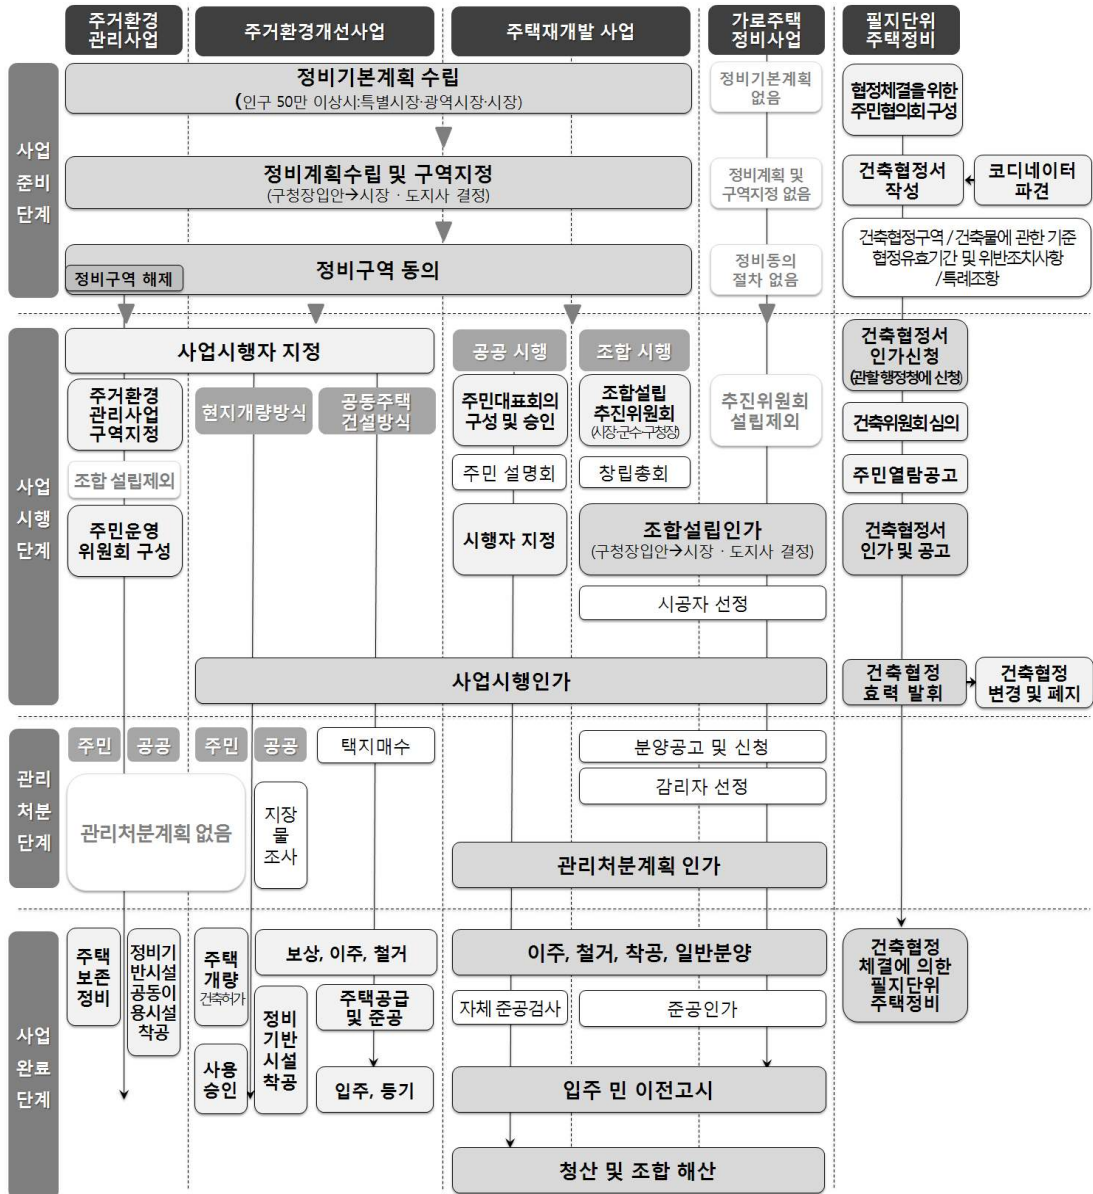 주거환경
관리사업
주거환경개선사업
주택재개발 사업
가로주택
정비사업
필지단위
주택정비
사업
준비
단계
정비기본계획 수립
(인구 50만 이상시:특별시장·광역시장·시장)
정비기본계획
없음
협정체결을 위한
주민협의회 구성
정비계획수립 및 구역지정
(구청장입안→시장 · 도지사 결정)
정비계획 및
구역지정 없음
건축협정서
작성
코디네이터
파견
정비구역 동의
정비구역 해제
정비동의
절차 없음
건축협정구역 / 건축물에 관한 기준
협정유효기간 및 위반조치사항
/특례조항
사업
시행
단계
사업시행자 지정
공공 시행
조합 시행
건축협정서
인가신청
(관할행정청에 신청)
주거환경
관리사업
구역지정
현지개량방식
공동주택
건설방식
주민대표회의
구성 및 승인
조합설립
추진위원회
(시장·군수·구청장)
추진위원회
설립제외
건축위원회 심의
조합 설립제외
주민 설명회
창립총회
주민열람공고
주민운영
위원회 구성
시행자 지정
조합설립인가
(구청장입안→시장 · 도지사 결정)
건축협정서
인가 및 공고
시공자 선정
사업시행인가
건축협정
효력 발휘
건축협정
변경 및 폐지
관리
처분
단계
주민
공공
주민
공공
택지매수
분양공고 및 신청
관리처분계획 없음
지장
물
조사
감리자 선정
관리처분계획 인가
사업
완료
단계
주택
보존
정비
정비기
반시설
공동이
용시설
착공
주택
개량
건축허가
보상, 이주, 철거
이주, 철거, 착공, 일반분양
건축협정
체결에 의한
필지단위
주택정비
정비
기반
시설
착공
주택공급
및 준공
자체 준공검사
준공인가
사용
승인
입주, 등기
입주 민 이전고시
청산 및 조합 해산